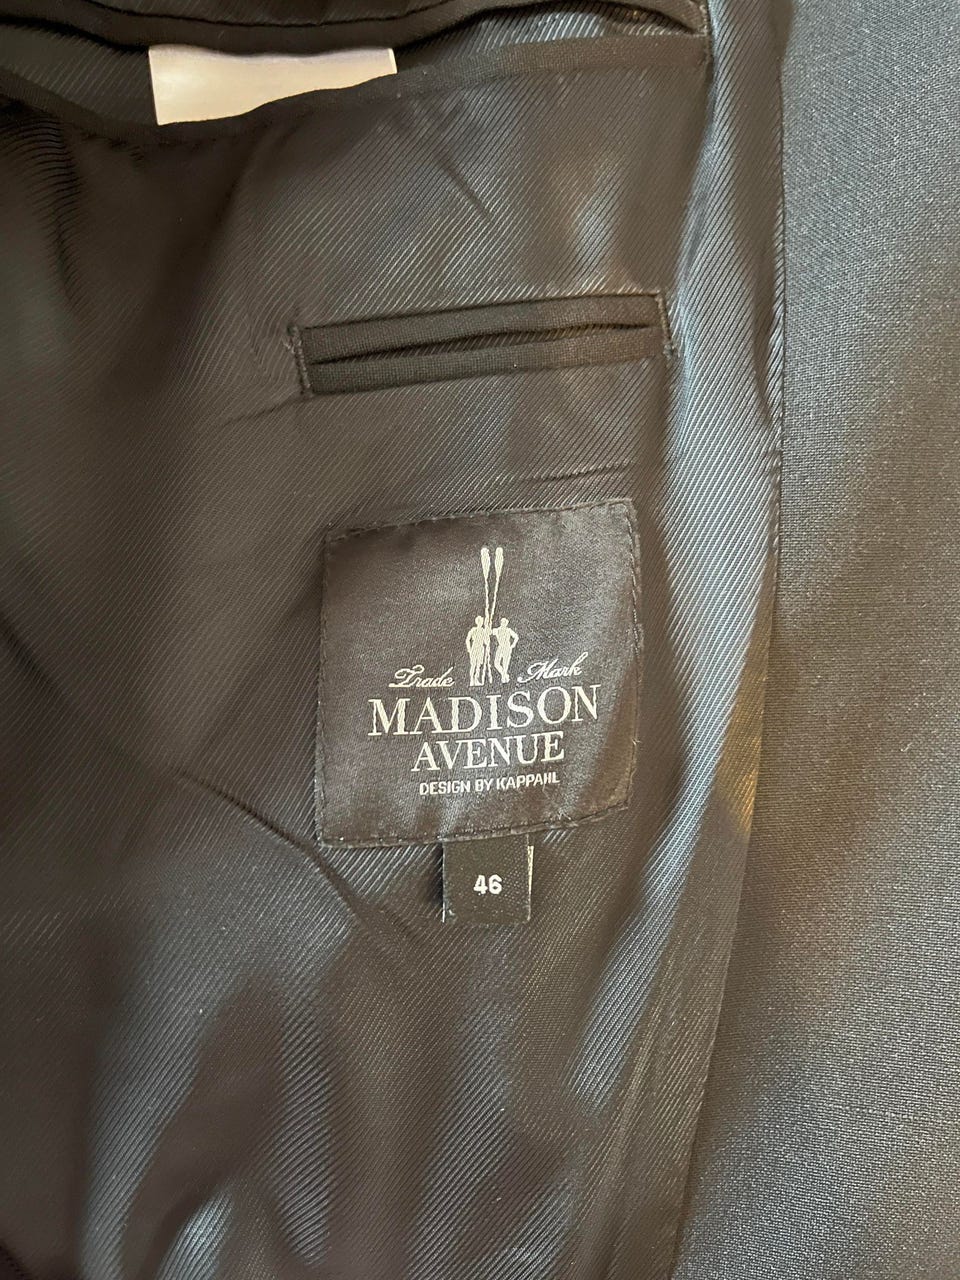 Trade Mark
MADISON
AVENUE
DESIGN BY KAPPAHL
46